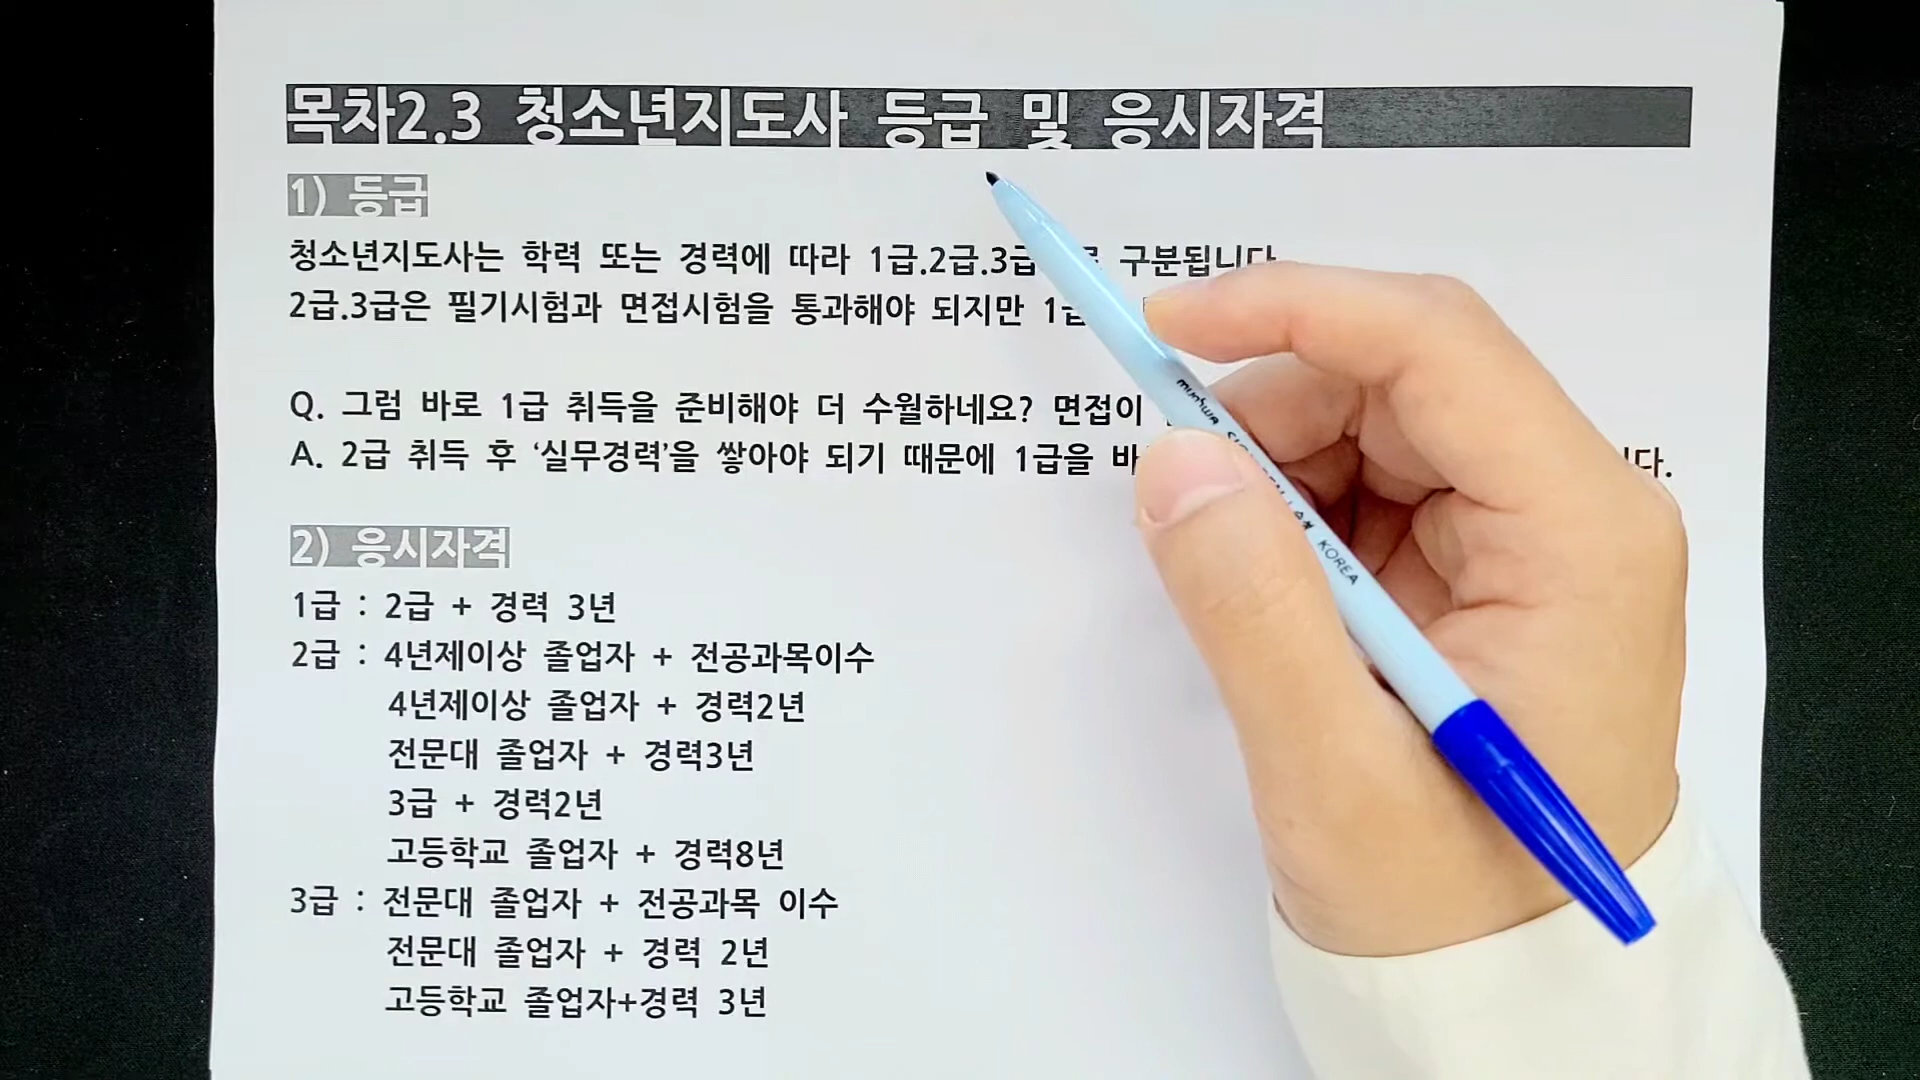 목차2.3 청소년지도사 등급 및 응시자격
1) 등급
청소년지도사는 학력 또는 경력에 따라 1급.2급.3급 구분됩니다
2급.3급은 필기시험과 면접시험을 통과해야 되지만 1급
Q. 그럼 바로 1급 취득을 준비해야 더 수월하네요? 면접이
A. 2급 취득 후 ‘실무경력’을 쌓아야 되기 때문에 1급을
2) 응시자격
1급 : 2급 + 경력 3년
2급 : 4년제이상 졸업자 + 전공과목이수
4년제이상 졸업자 + 경력2년
전문대 졸업자 + 경력3년
3급 + 경력2년
고등학교 졸업자 + 경력8년
3급 : 전문대 졸업자 + 전공과목 이수
전문대 졸업자 + 경력 2년
고등학교 졸업자+경력 3년
munhwa
KOREA